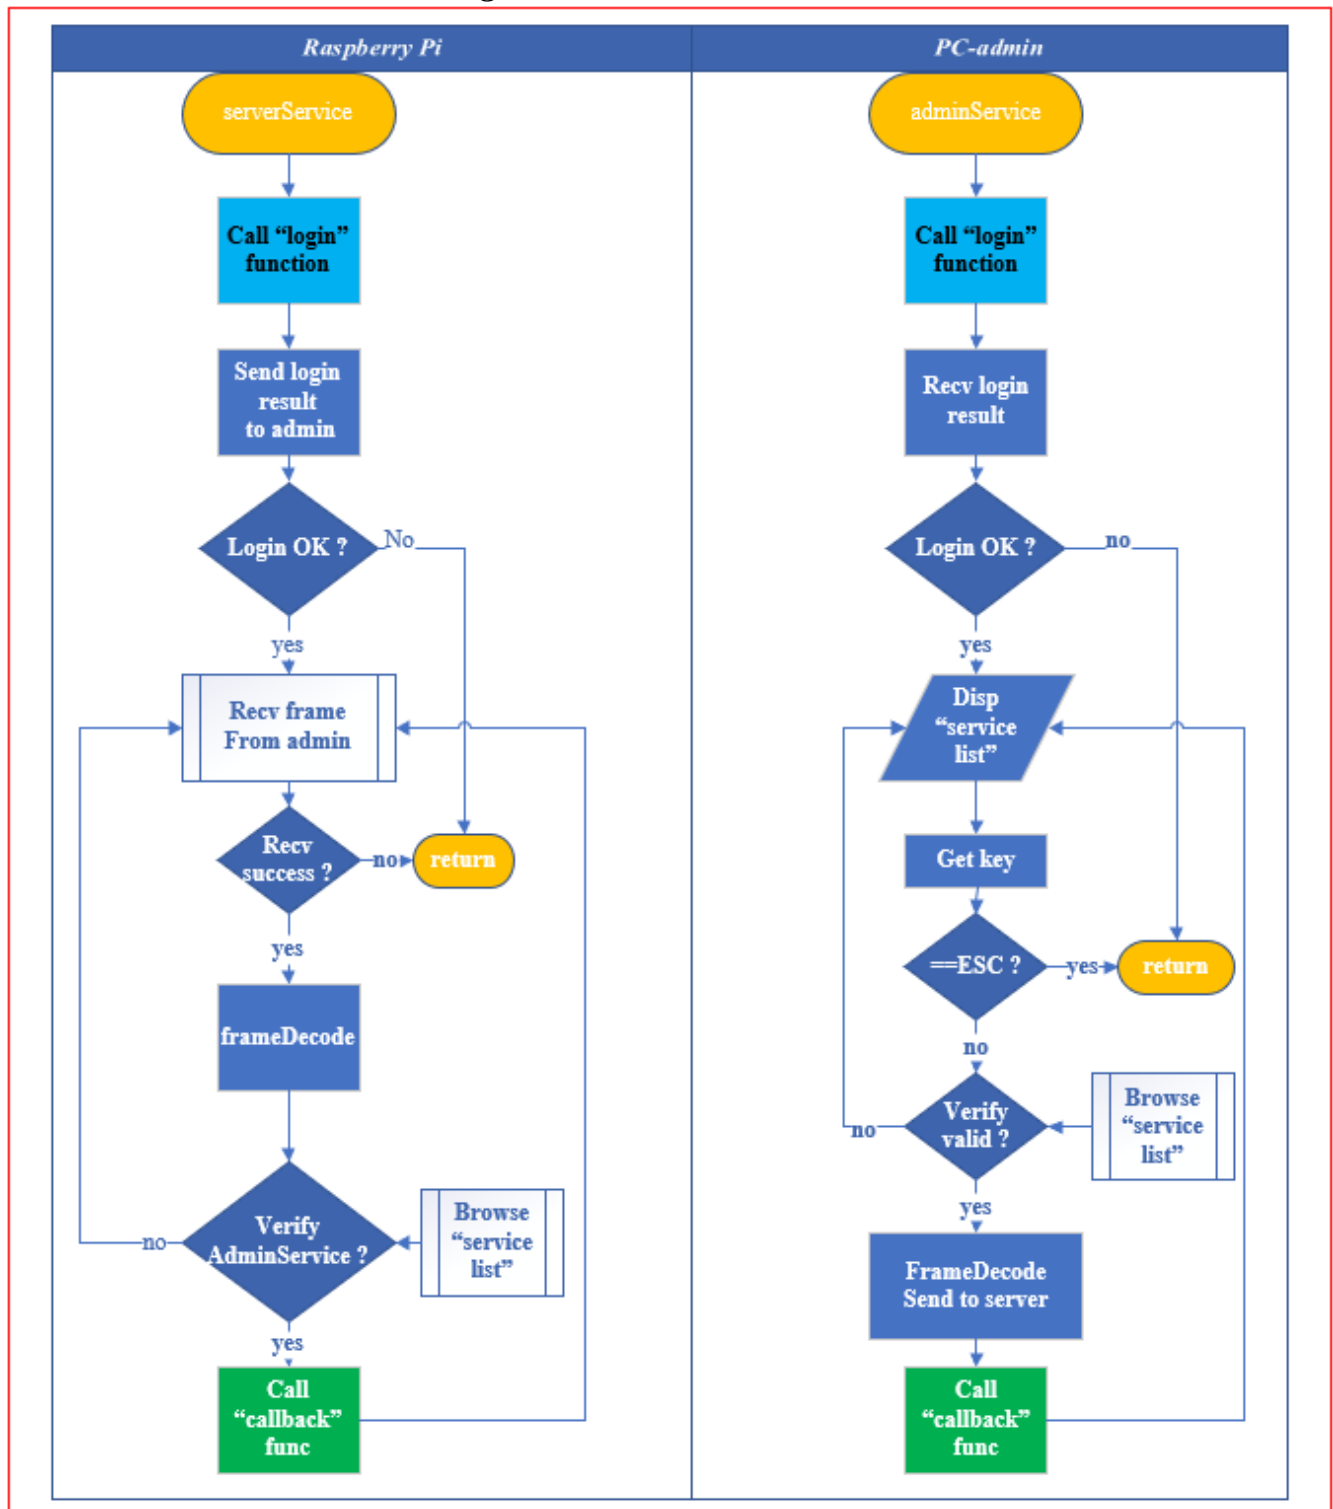 Raspberry Pi
PC-admin
serverService
Call “login”
function
Send login
result
to admin
Login OK ?
No
yes
Recv frame
From admin
Recv
success ?
no
return
yes
frameDecode
Verify
AdminService ?
no
Browse
“service
list”
yes
Call
“callback”
func
adminService
Call “login”
function
Recv login
result
Login OK ?
no
yes
Disp
“service
list”
Get key
==ESC ?
yes
return
no
Verify
valid ?
no
Browse
“service
list”
yes
FrameDecode
Send to server
Call
“callback”
func